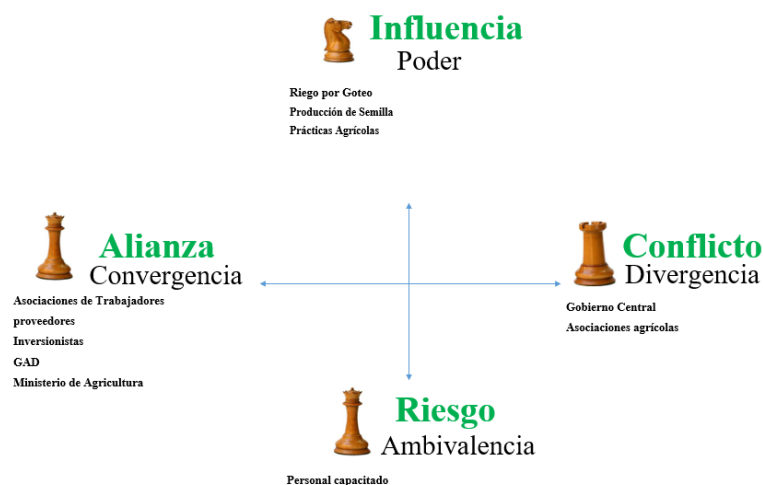 Influencia
Poder
Riego por Goteo
Producción de Semilla
Prácticas Agrícolas
Alianza
Convergencia
Asociaciones de Trabajadores
proveedores
Inversionistas
GAD
Ministerio de Agricultura
Conflicto
Divergencia
Gobierno Central
Asociaciones agrícolas
Riesgo
Ambivalencia
Personal capacitado